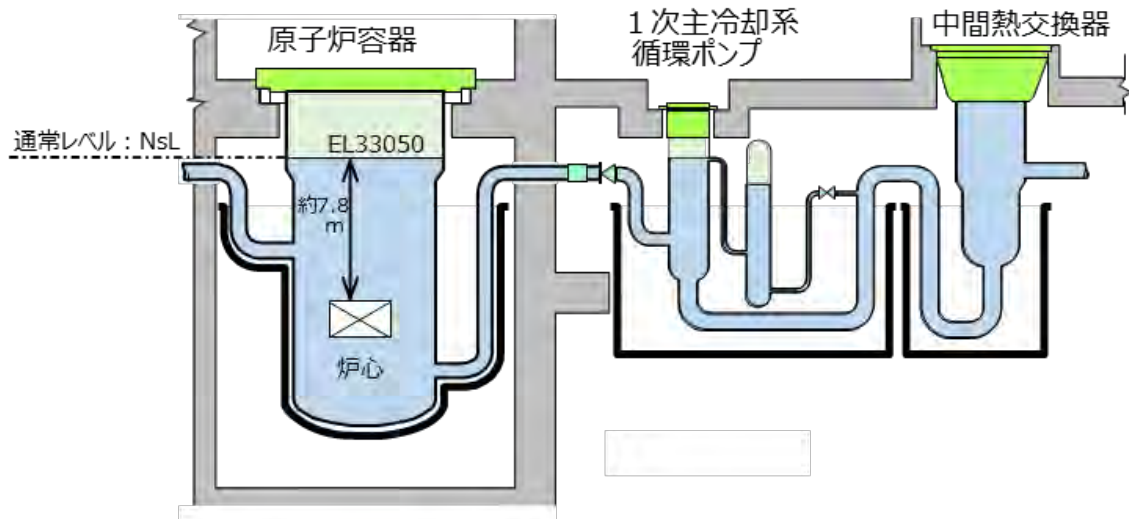 原子炉容器
1次主冷却系
循環ポンプ
中間熱交換器
通常レベル：NsL
EL33050
約7.8
m
炉心